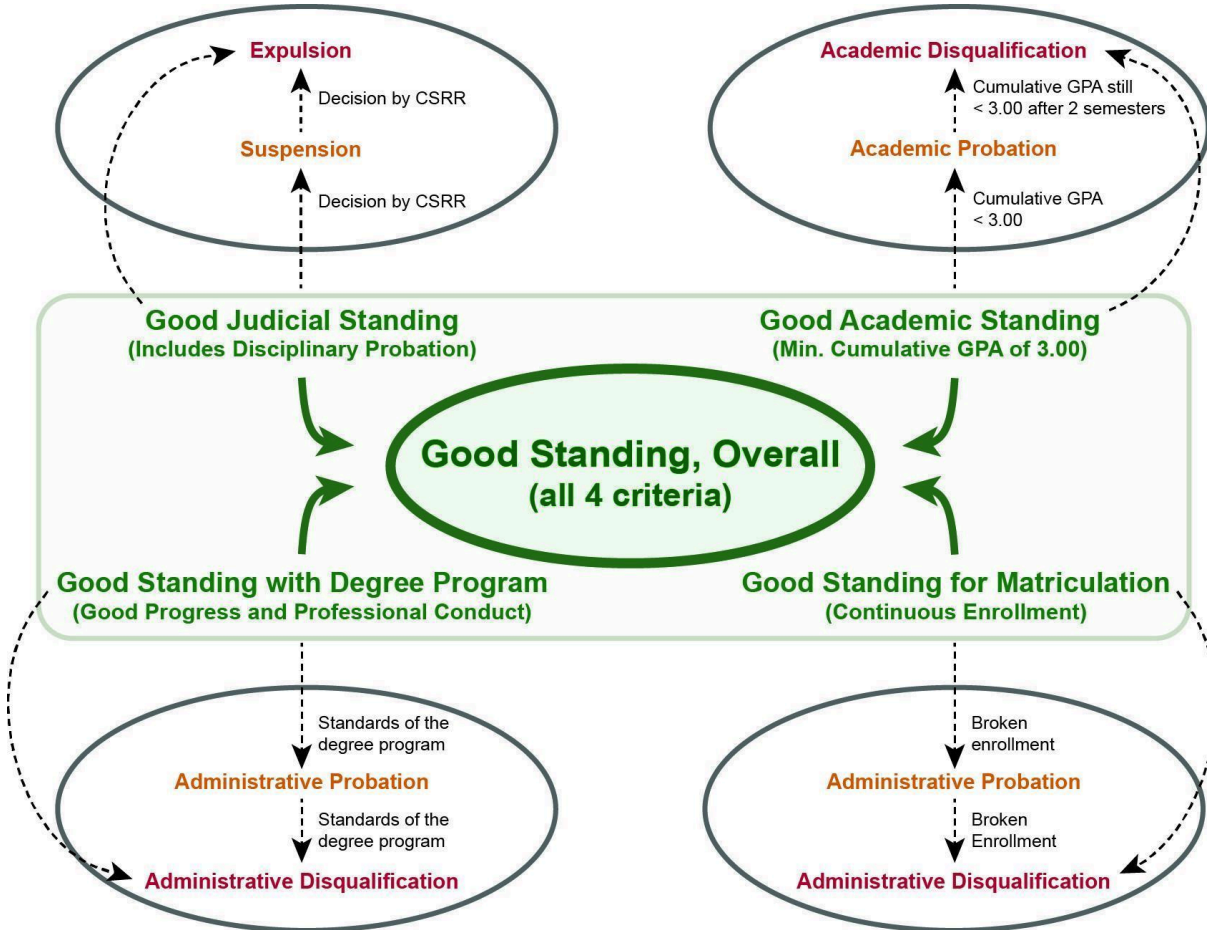 Expulsion
Decision by CSRR
Suspension
Decision by CSRR
Academic Disqualification
Cumulative GPA still
< 3.00 after 2 semesters
Academic Probation
Cumulative GPA
< 3.00
Good Judicial Standing
(Includes Disciplinary Probation)
Good Academic Standing
(Min. Cumulative GPA of 3.00)
Good Standing, Overall
(all 4 criteria)
Good Standing with Degree Program
(Good Progress and Professional Conduct)
Good Standing for Matriculation
(Continuous Enrollment)
Standards of the
degree program
Administrative Probation
Standards of the
degree program
Administrative Disqualification
Broken
enrollment
Administrative Probation
Broken
Enrollment
Administrative Disqualification